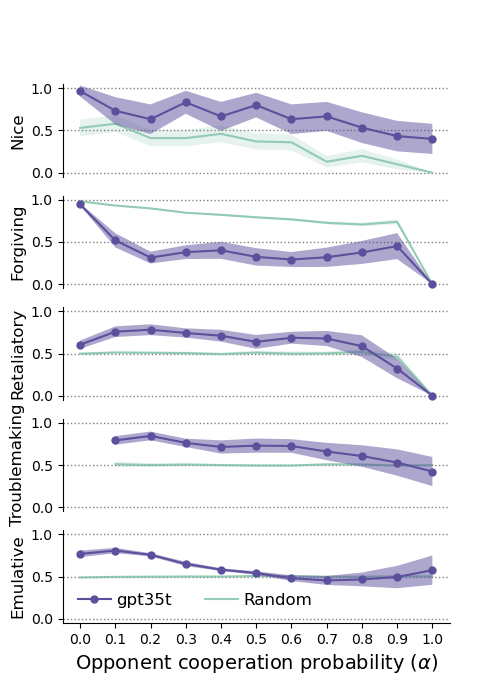 Nice
1.0
0.5
0.0
Forgiving
1.0
0.5
0.0
Retaliatory
1.0
0.5
0.0
Troublemaking
1.0
0.5
0.0
Emulative
1.0
0.5
0.0
gpt35t Random
0.0 0.1 0.2 0.3 0.4 0.5 0.6 0.7 0.8 0.9 1.0
Opponent cooperation probability (α)